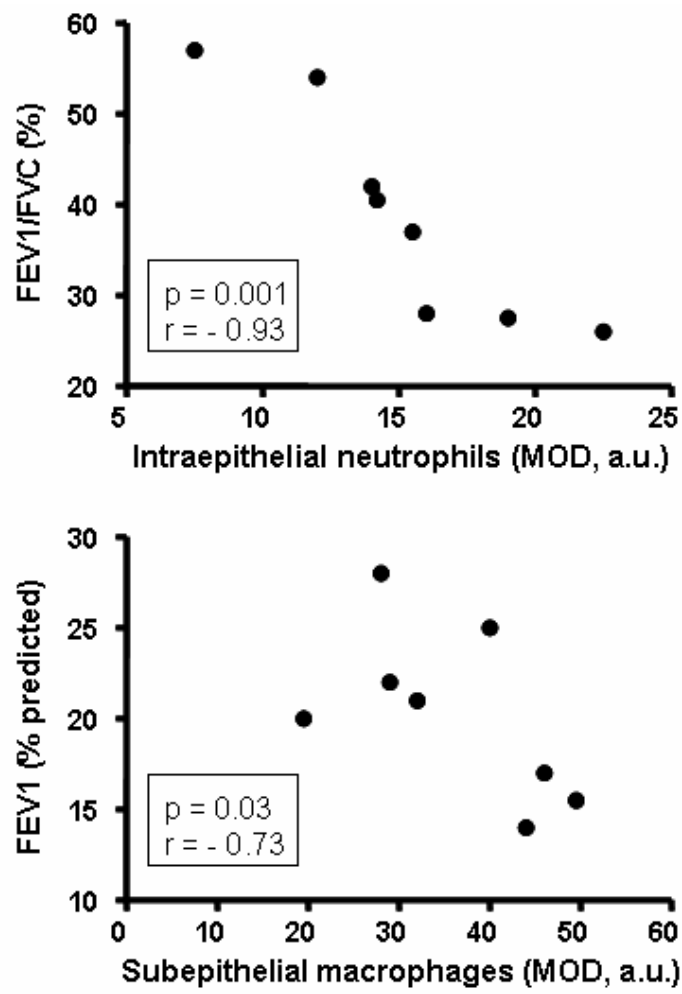 60
50
40
30
20
FEV1/FVC (%)
p = 0.001
r = - 0.93
5 10 15 20 25
Intraepithelial neutrophils (MOD, a.u.)
30
25
20
15
10
FEV1 (% predicted)
p = 0.03
r = - 0.73
0 10 20 30 40 50 60
Subepithelial macrophages (MOD, a.u.)